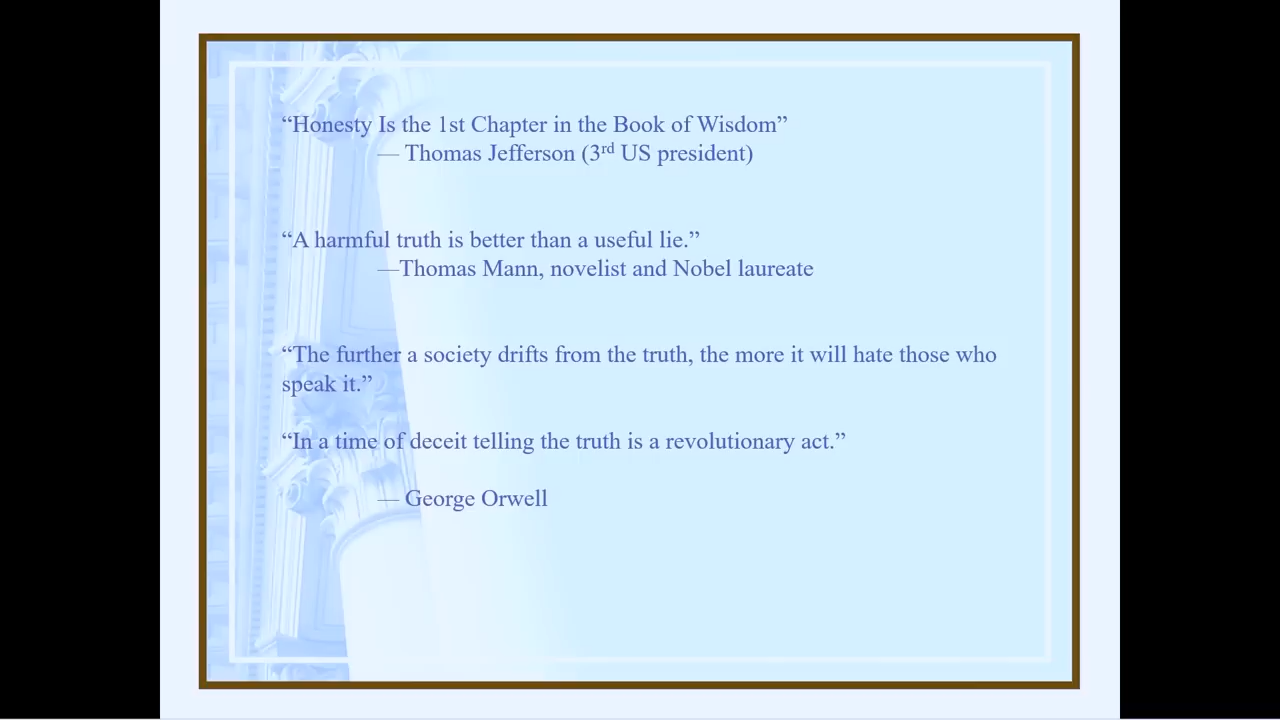 “Honesty Is the 1st Chapter in the Book of Wisdom”
— Thomas Jefferson (3rd US president)
“A harmful truth is better than a useful lie.”
—Thomas Mann, novelist and Nobel laureate
“The further a society drifts from the truth, the more it will hate those who
speak it.”
“In a time of deceit telling the truth is a revolutionary act.”
— George Orwell